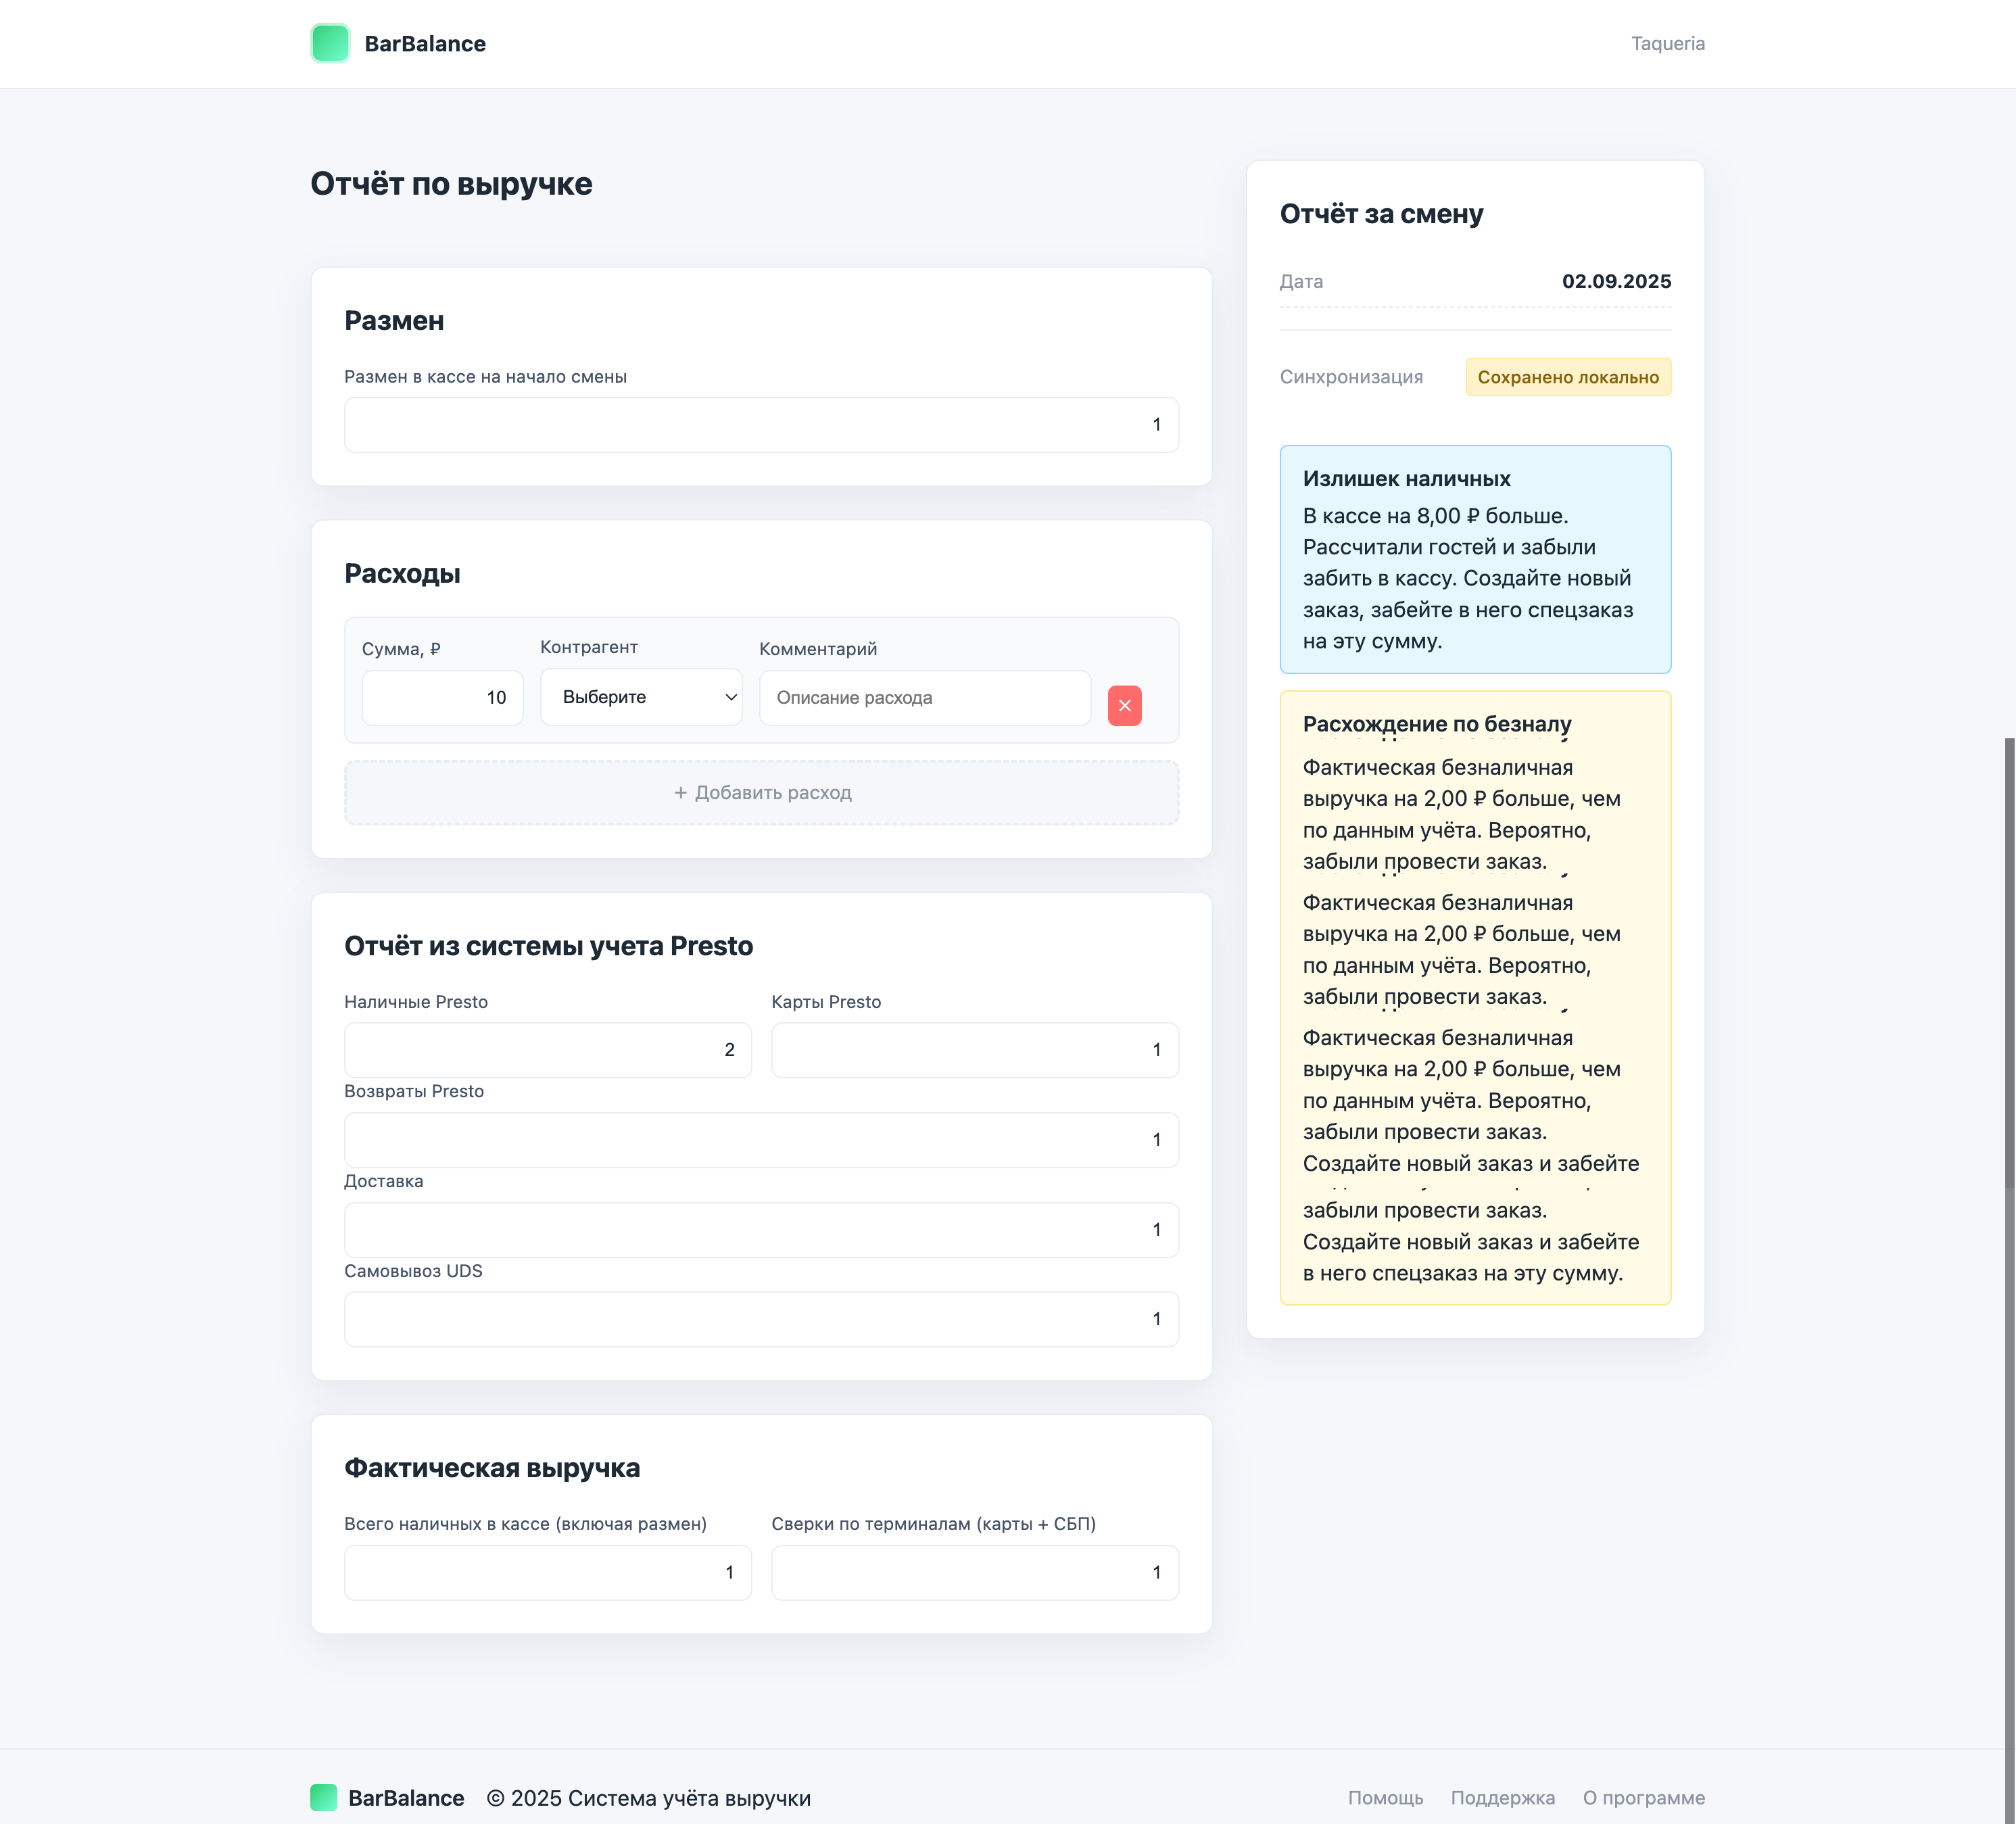 BarBalance
Taqueria
Отчёт по выручке
Размен
Размен в кассе на начало смены
1
Расходы
Сумма, ₽
Контрагент
Комментарий
10
Выберите
Описание расхода
+ Добавить расход
Отчёт из системы учета Presto
Наличные Presto
Карты Presto
2
1
Возвраты Presto
1
Доставка
1
Самовывоз UDS
1
Фактическая выручка
Всего наличных в кассе (включая размен)
Сверки по терминалам (карты + СБП)
1
1
Отчёт за смену
Дата
02.09.2025
Синхронизация
Сохранено локально
Излишек наличных
В кассе на 8,00 ₽ больше.
Рассчитали гостей и забыли
забить в кассу. Создайте новый
заказ, забейте в него спецзаказ
на эту сумму.
Расхождение по безналу
Фактическая безналичная
выручка на 2,00 ₽ больше, чем
по данным учёта. Вероятно,
забыли провести заказ.
Фактическая безналичная
выручка на 2,00 ₽ больше, чем
по данным учёта. Вероятно,
забыли провести заказ.
Фактическая безналичная
выручка на 2,00 ₽ больше, чем
по данным учёта. Вероятно,
забыли провести заказ.
Создайте новый заказ и забейте
забыли провести заказ.
Создайте новый заказ и забейте
в него спецзаказ на эту сумму.
BarBalance
© 2025 Система учёта выручки
Помощь
Поддержка
О программе